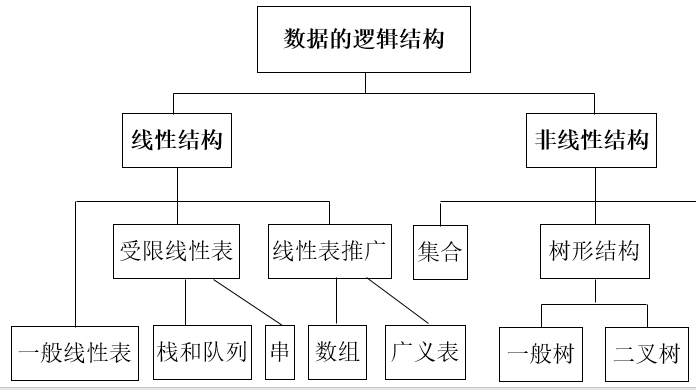 数据的逻辑结构
线性结构
非线性结构
受限线性表
线性表推广
集合
树形结构
一般线性表
栈和队列
串
数组
广义表
一般树
二叉树